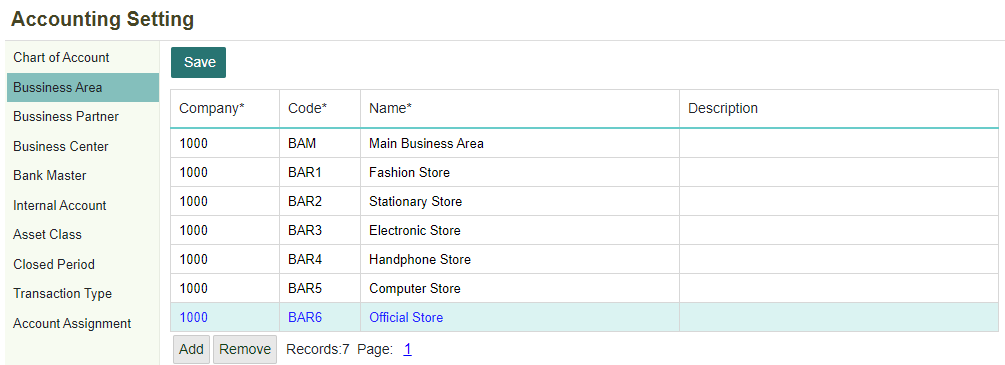 Accounting Setting
Chart of Account
Bussiness Area
Bussiness Partner
Business Center
Bank Master
Internal Account
Asset Class
Closed Period
Transaction Type
Account Assignment
Save
Company* Code* Name* Description
1000 BAM Main Business Area
1000 BAR1 Fashion Store
1000 BAR2 Stationary Store
1000 BAR3 Electronic Store
1000 BAR4 Handphone Store
1000 BAR5 Computer Store
1000 BAR6 Official Store
Add Remove Records:7 Page: 1